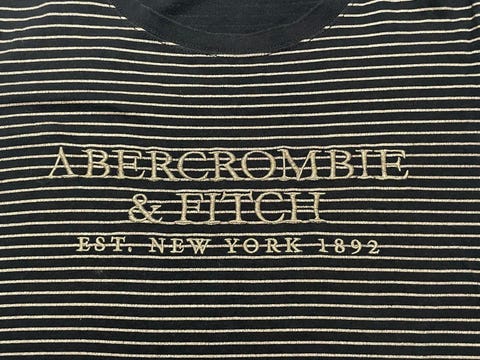 ABERCROMBIE
& FITCH
EST. NEW YORK 1892